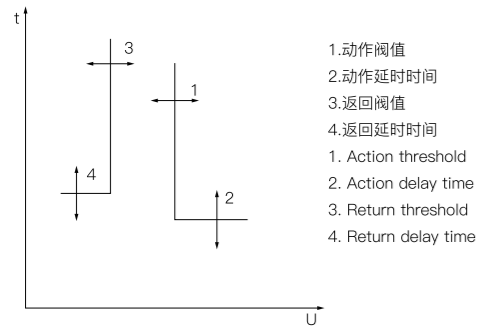 t
3
1
4
2
U
1.动作阀值
2.动作延时时间
3.返回阀值
4.返回延时时间
1. Action threshold
2. Action delay time
3. Return threshold
4. Return delay time